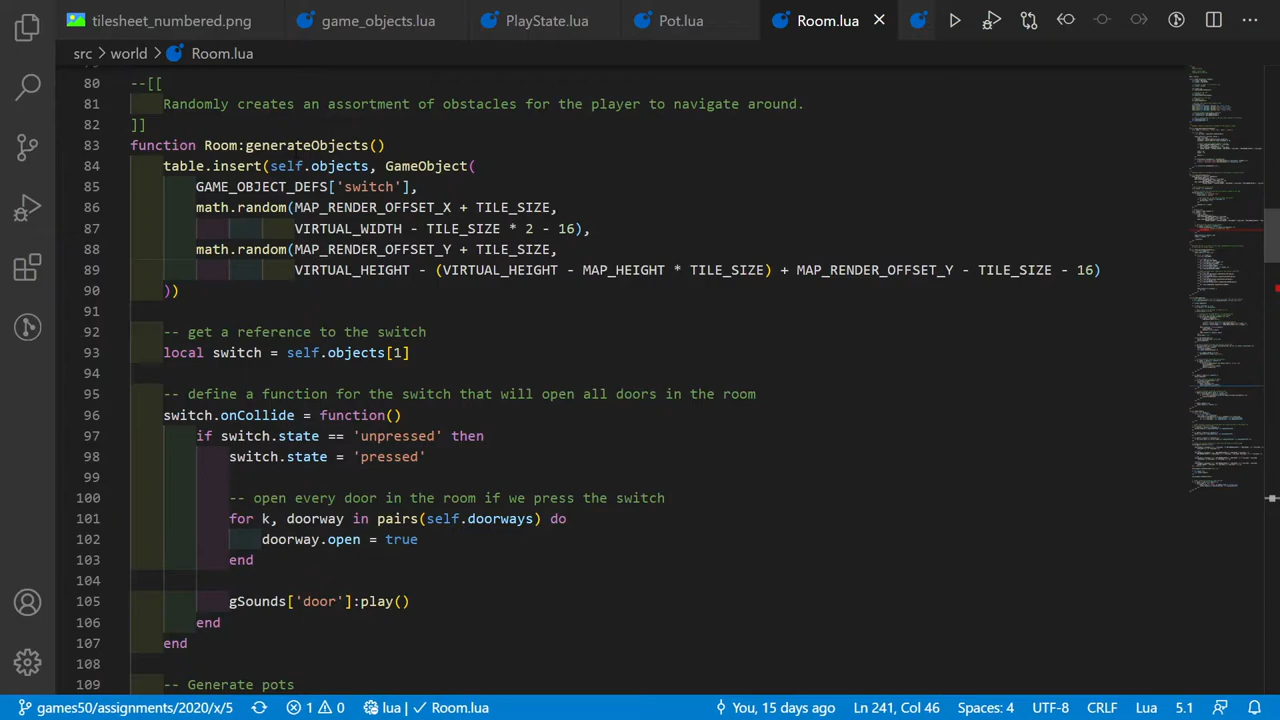 tilesheet_numbered.png game_objects.lua PlayState.lua Pot.lua Room.lua
src > world > Room.lua
80 --[[
81 Randomly creates an assortment of obstacles for the player to navigate around.
82 ]]
83 function Room:generateObjects()
84 table.insert(self.objects, GameObject(
85 GAME_OBJECT_DEFS['switch'],
86 math.random(MAP_RENDER_OFFSET_X + TILE_SIZE,
87 VIRTUAL_WIDTH - TILE_SIZE * 2 - 16),
88 math.random(MAP_RENDER_OFFSET_Y + TILE_SIZE,
89 VIRTUAL_HEIGHT - (VIRTUAL_HEIGHT - MAP_HEIGHT * TILE_SIZE) + MAP_RENDER_OFFSET_Y - TILE_SIZE - 16)
90 ))
91
92 -- get a reference to the switch
93 local switch = self.objects[1]
94
95 -- define a function for the switch that will open all doors in the room
96 switch.onCollide = function()
97 if switch.state == 'unpressed' then
98 switch.state = 'pressed'
99
100 -- open every door in the room if we press the switch
101 for k, doorway in pairs(self.doorways) do
102 doorway.open = true
103 end
104
105 gSounds['door']:play()
106 end
107 end
108
109 -- Generate pots
games50/assignments/2020/x/5 1 0 lua | Room.lua You, 15 days ago Ln 241, Col 46 Spaces: 4 UTF-8 CRLF Lua 5.1